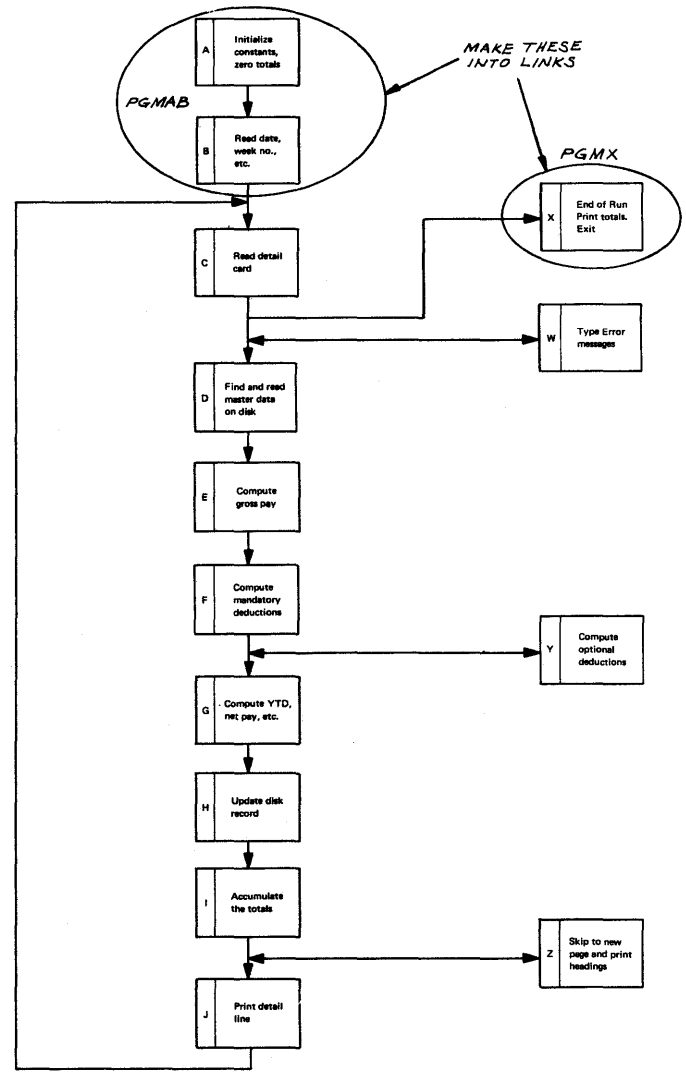 A
Initialize
constants,
zero totals
MAKE THESE
INTO LINKS
PGMAB
B
Read date,
week no.,
etc.
PGMX
X
End of Run
Print totals.
Exit
C
Read detail
card
W
Type Error
messages
D
Find and read
master data
on disk
E
Compute
gross pay
F
Compute
mandatory
deductions
Y
Compute
optional
deductions
G
Compute YTD,
net pay, etc.
H
Update disk
record
I
Accumulate
the totals
Z
Skip to new
page and print
headings
J
Print detail
line